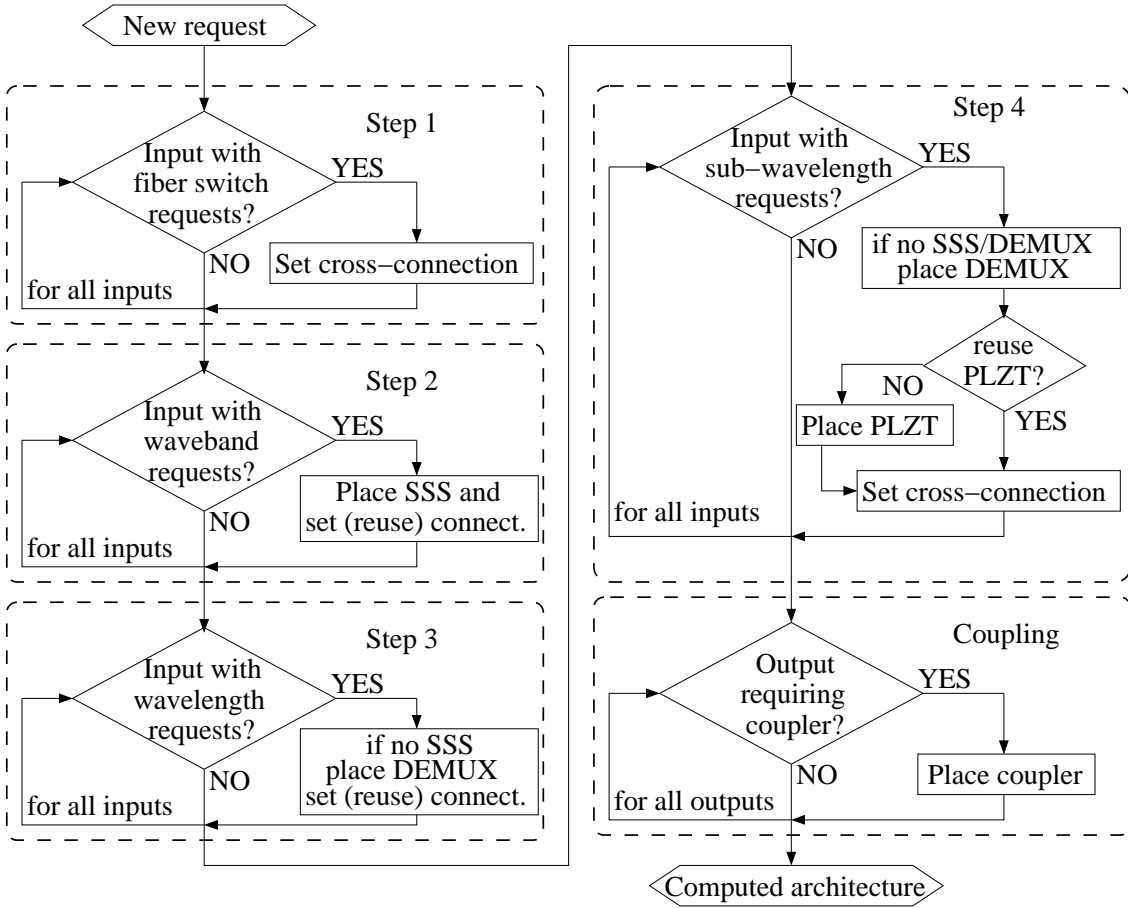 New request
Step 1
Input with
fiber switch
requests?
YES
NO
Set cross−connection
for all inputs
Step 2
Input with
waveband
requests?
YES
NO
Place SSS and
set (reuse) connect.
for all inputs
Step 3
Input with
wavelength
requests?
YES
NO
if no SSS
place DEMUX
set (reuse) connect.
for all inputs
Step 4
Input with
sub−wavelength
requests?
YES
NO
if no SSS/DEMUX
place DEMUX
reuse
PLZT?
NO
YES
Place PLZT
Set cross−connection
for all inputs
Coupling
Output
requiring
coupler?
YES
NO
Place coupler
for all outputs
Computed architecture